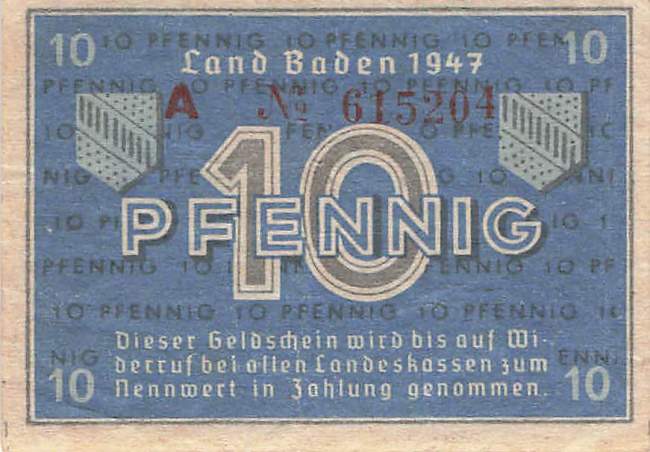 10 10 PFENNIG 10 PFENNIG 10 PFEN 10
Land Baden 1947
A № 615204
10
PFENNIG
Dieser Geldschein wird bis auf Wi-
derruf bei allen Landeskassen zum
Nennwert in Zahlung genommen.
10 10